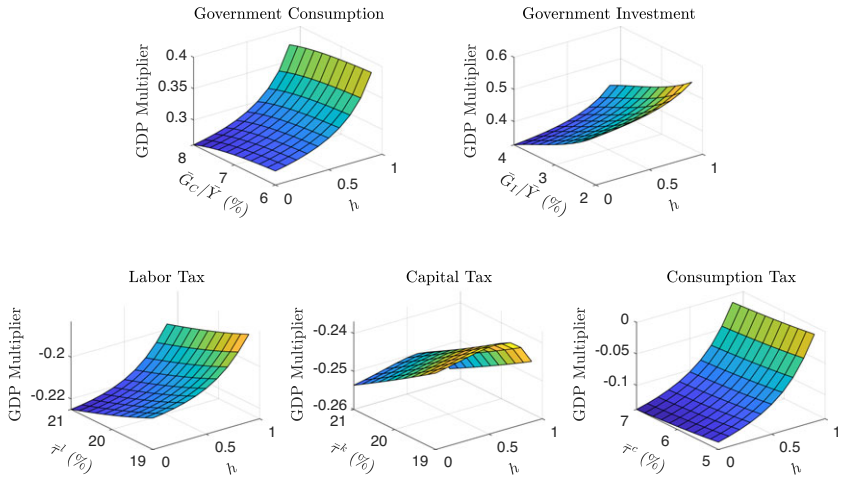 Government Consumption
GDP Multiplier
0.4
0.35
0.3
8
7
6
Ḡ_C/Ȳ (%)
0
0.5
1
h
Government Investment
GDP Multiplier
0.6
0.5
0.4
4
3
2
Ḡ_I/Ȳ (%)
0
0.5
1
h
Labor Tax
GDP Multiplier
-0.2
-0.22
21
20
19
τ̄^l (%)
0
0.5
1
h
Capital Tax
GDP Multiplier
-0.24
-0.25
-0.26
21
20
19
τ̄^k (%)
0
0.5
1
h
Consumption Tax
GDP Multiplier
0
-0.05
-0.1
7
6
5
τ̄^c (%)
0
0.5
1
h